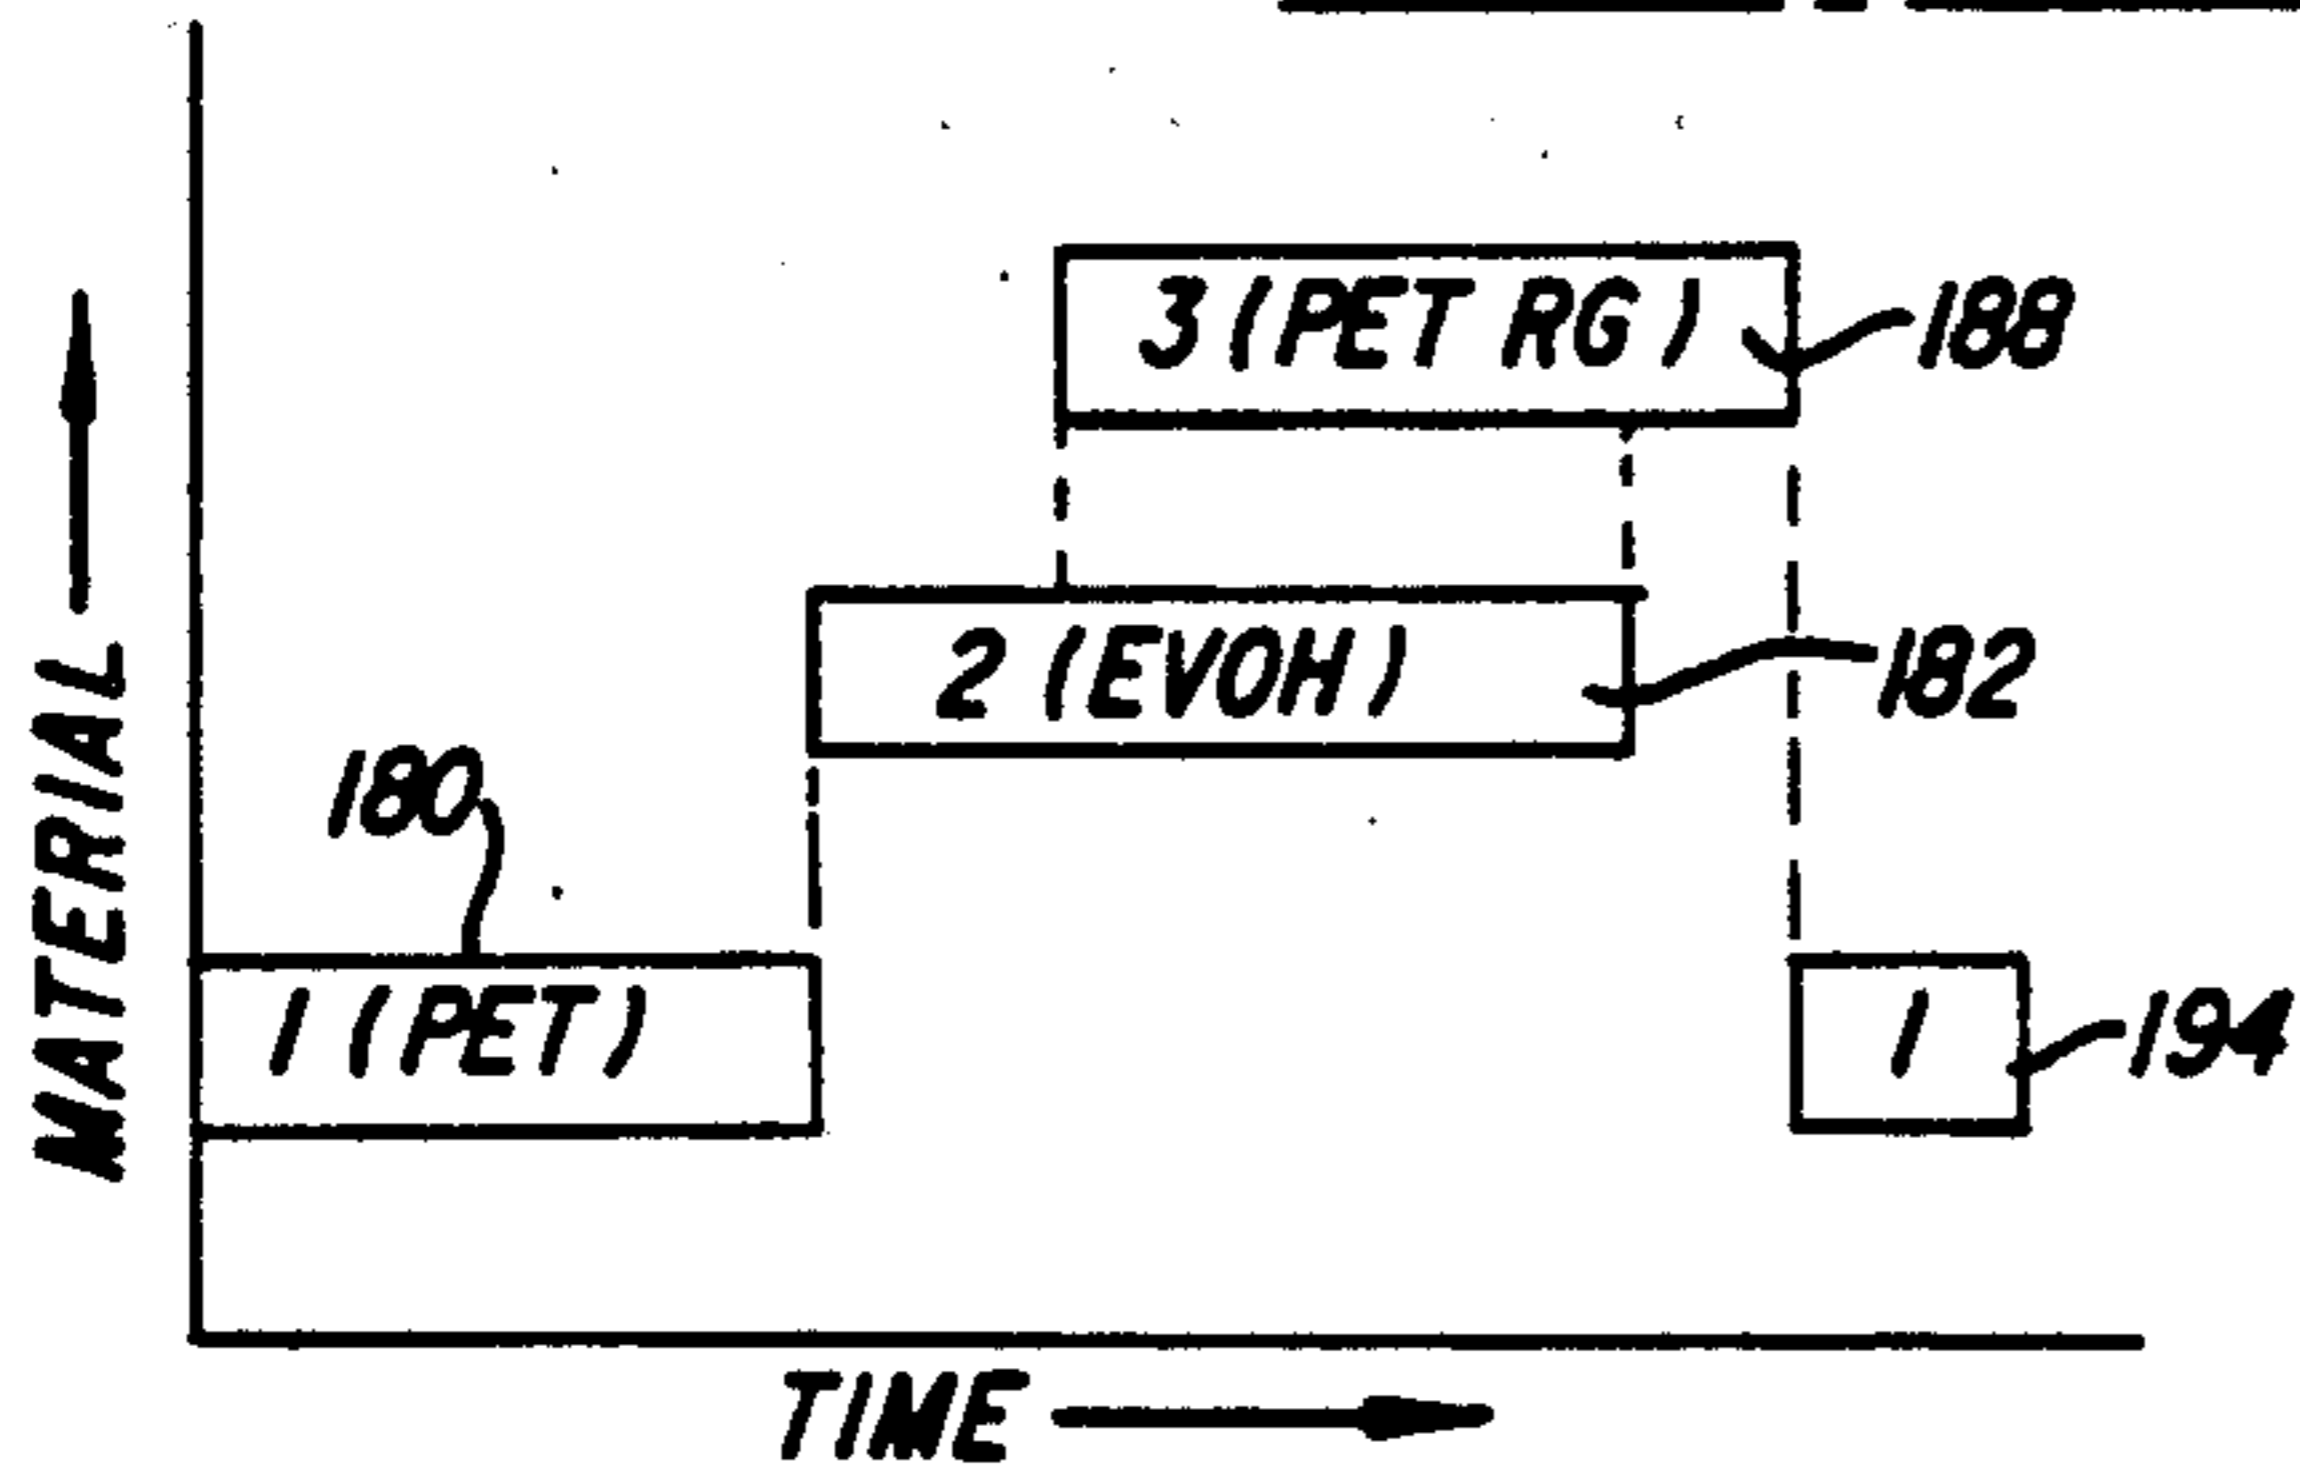 3 (PET RG)
188
2 (EVOH)
182
180
1 (PET)
1
194
MATERIAL
TIME